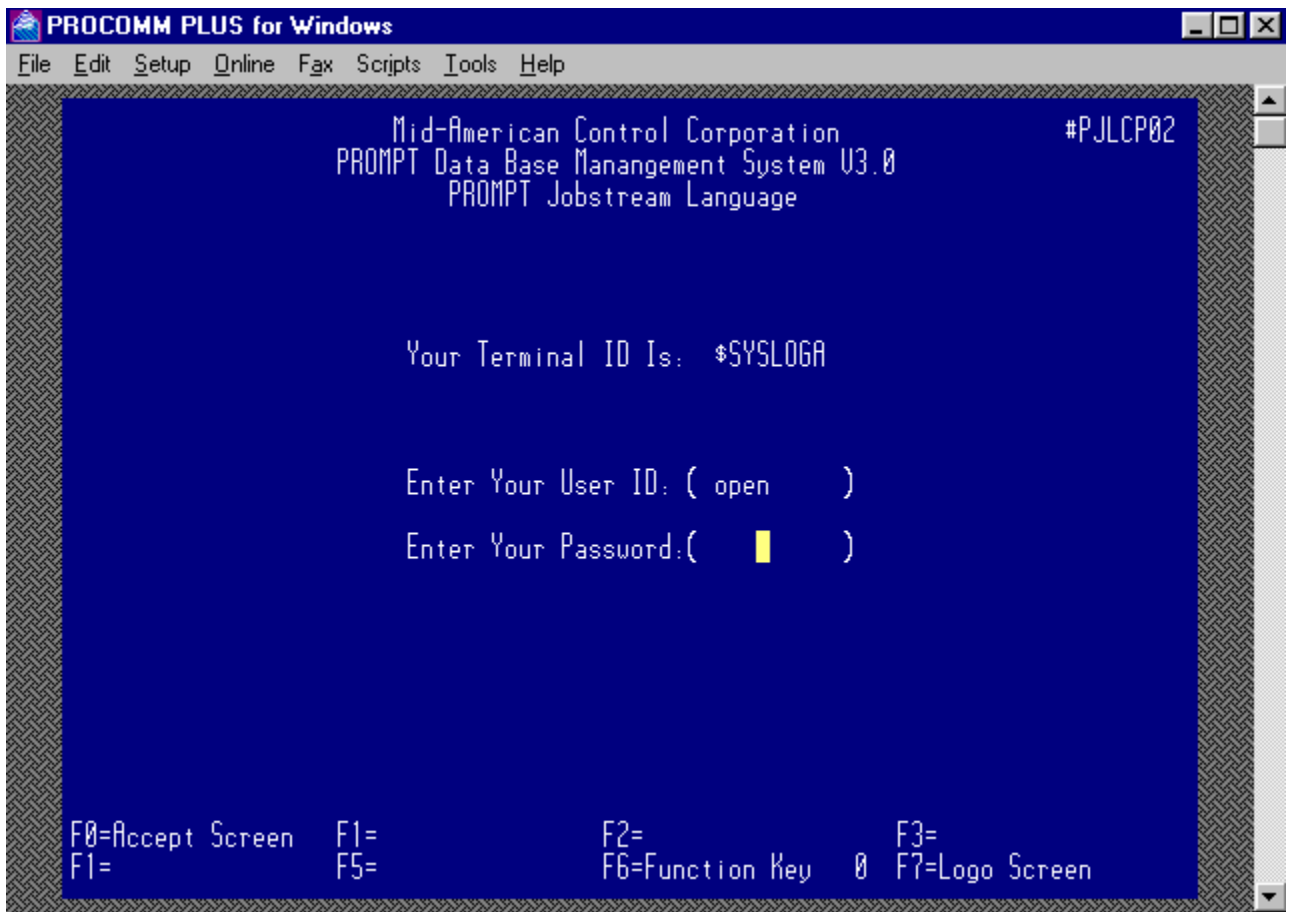 PROCOMM PLUS for Windows
File Edit Setup Online Fax Scripts Tools Help
Mid-American Control Corporation #PJLCP02
PROMPT Data Base Manangement System V3.0
PROMPT Jobstream Language
Your Terminal ID Is: $SYSLOGA
Enter Your User ID: ( open )
Enter Your Password:( )
F0=Accept Screen F1= F2= F3=
F1= F5= F6=Function Key 0 F7=Logo Screen